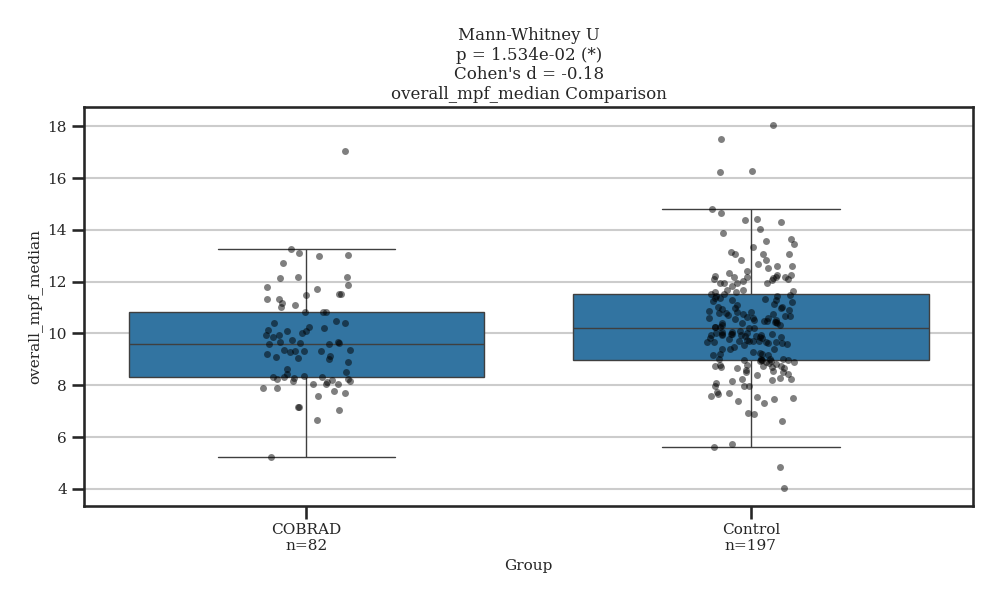 Mann-Whitney U
p = 1.534e-02 (*)
Cohen's d = -0.18
overall_mpf_median Comparison
overall_mpf_median
18
16
14
12
10
8
6
4
COBRAD
n=82
Control
n=197
Group